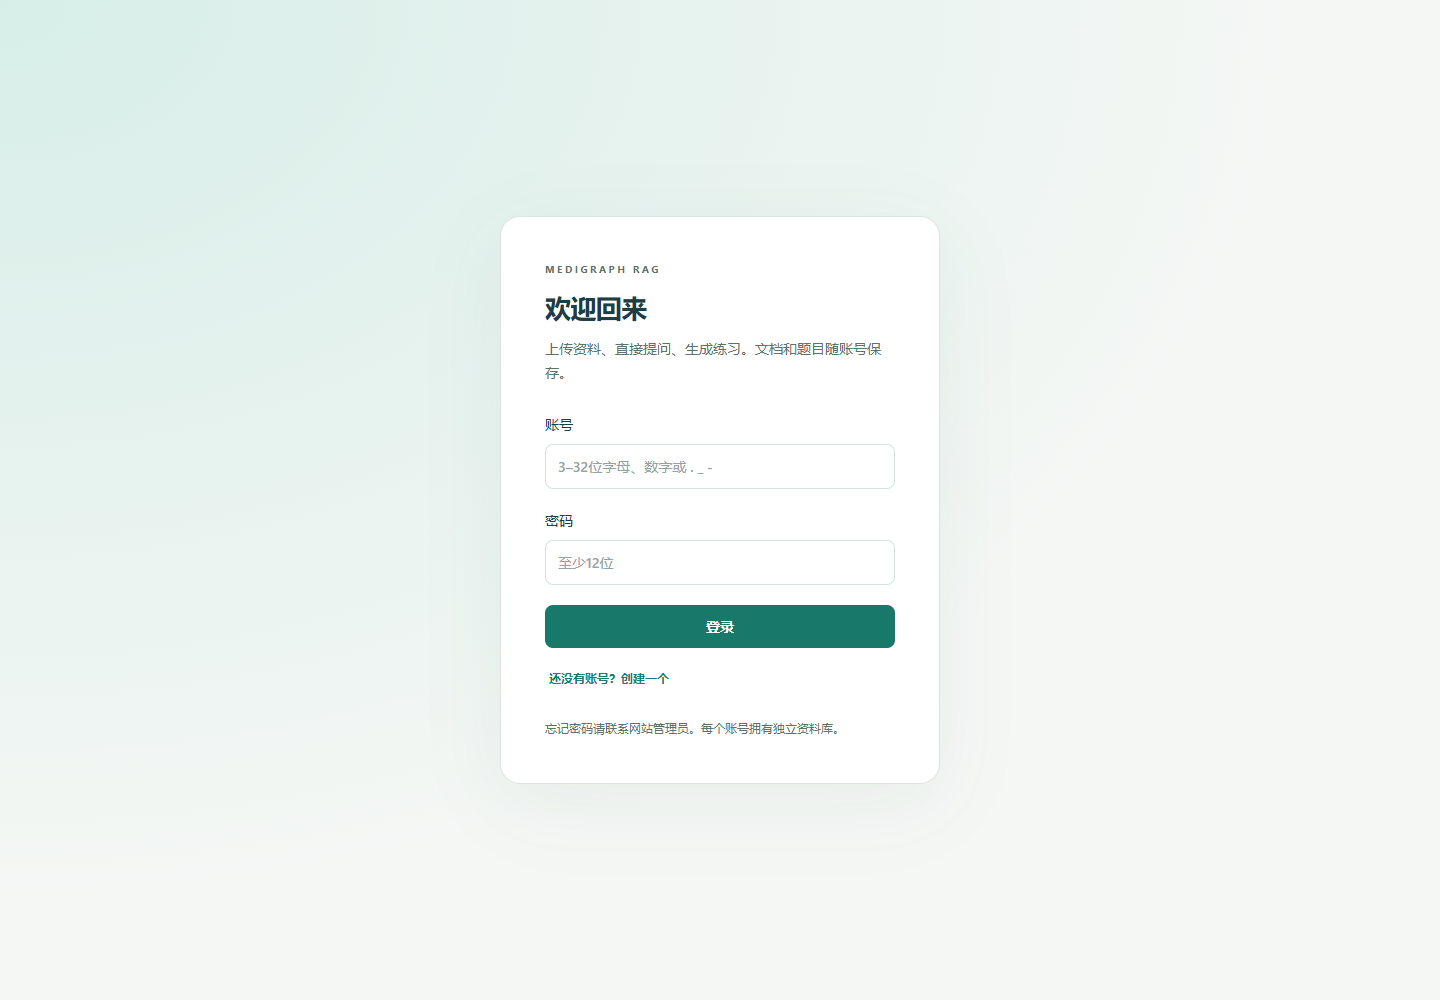 MEDIGRAPH RAG
欢迎回来
上传资料、直接提问、生成练习。文档和题目随账号保
存。
账号
3–32位字母、数字或 . _ -
密码
至少12位
登录
还没有账号？创建一个
忘记密码请联系网站管理员。每个账号拥有独立资料库。